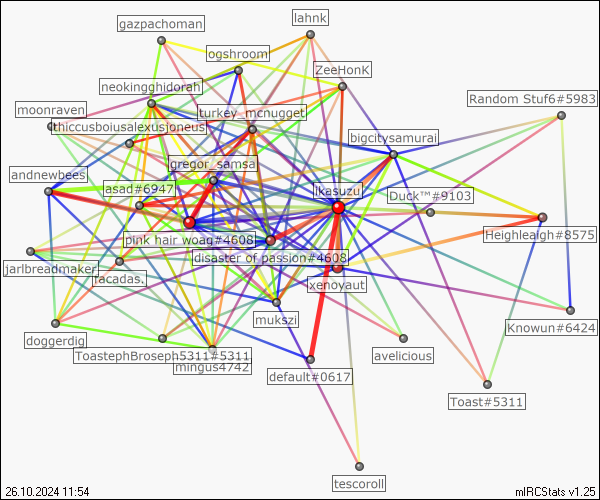 lahnk
gazpachoman
ogshroom
ZeeHonk
neokingghidorah
Random Stuf6#5983
moonraven
turkey_mcnugget
thiccusboiusalexusjoneus
bigcitysamurai
gregor_samsa
andnewbees
asad#6947
ikasuzu
Duck™#9103
Heighleagh#8575
pink hair woag#4608
disaster of passion#4608
jarlbreadmaker
facadas.
xenoyaut
mukszi
Knowun#6424
doggerdig
ToastephBroseph5311#5311
avelicious
mingus4742
default#0617
Toast#5311
tescoroll
26.10.2024 11:54
mIRCStats v1.25